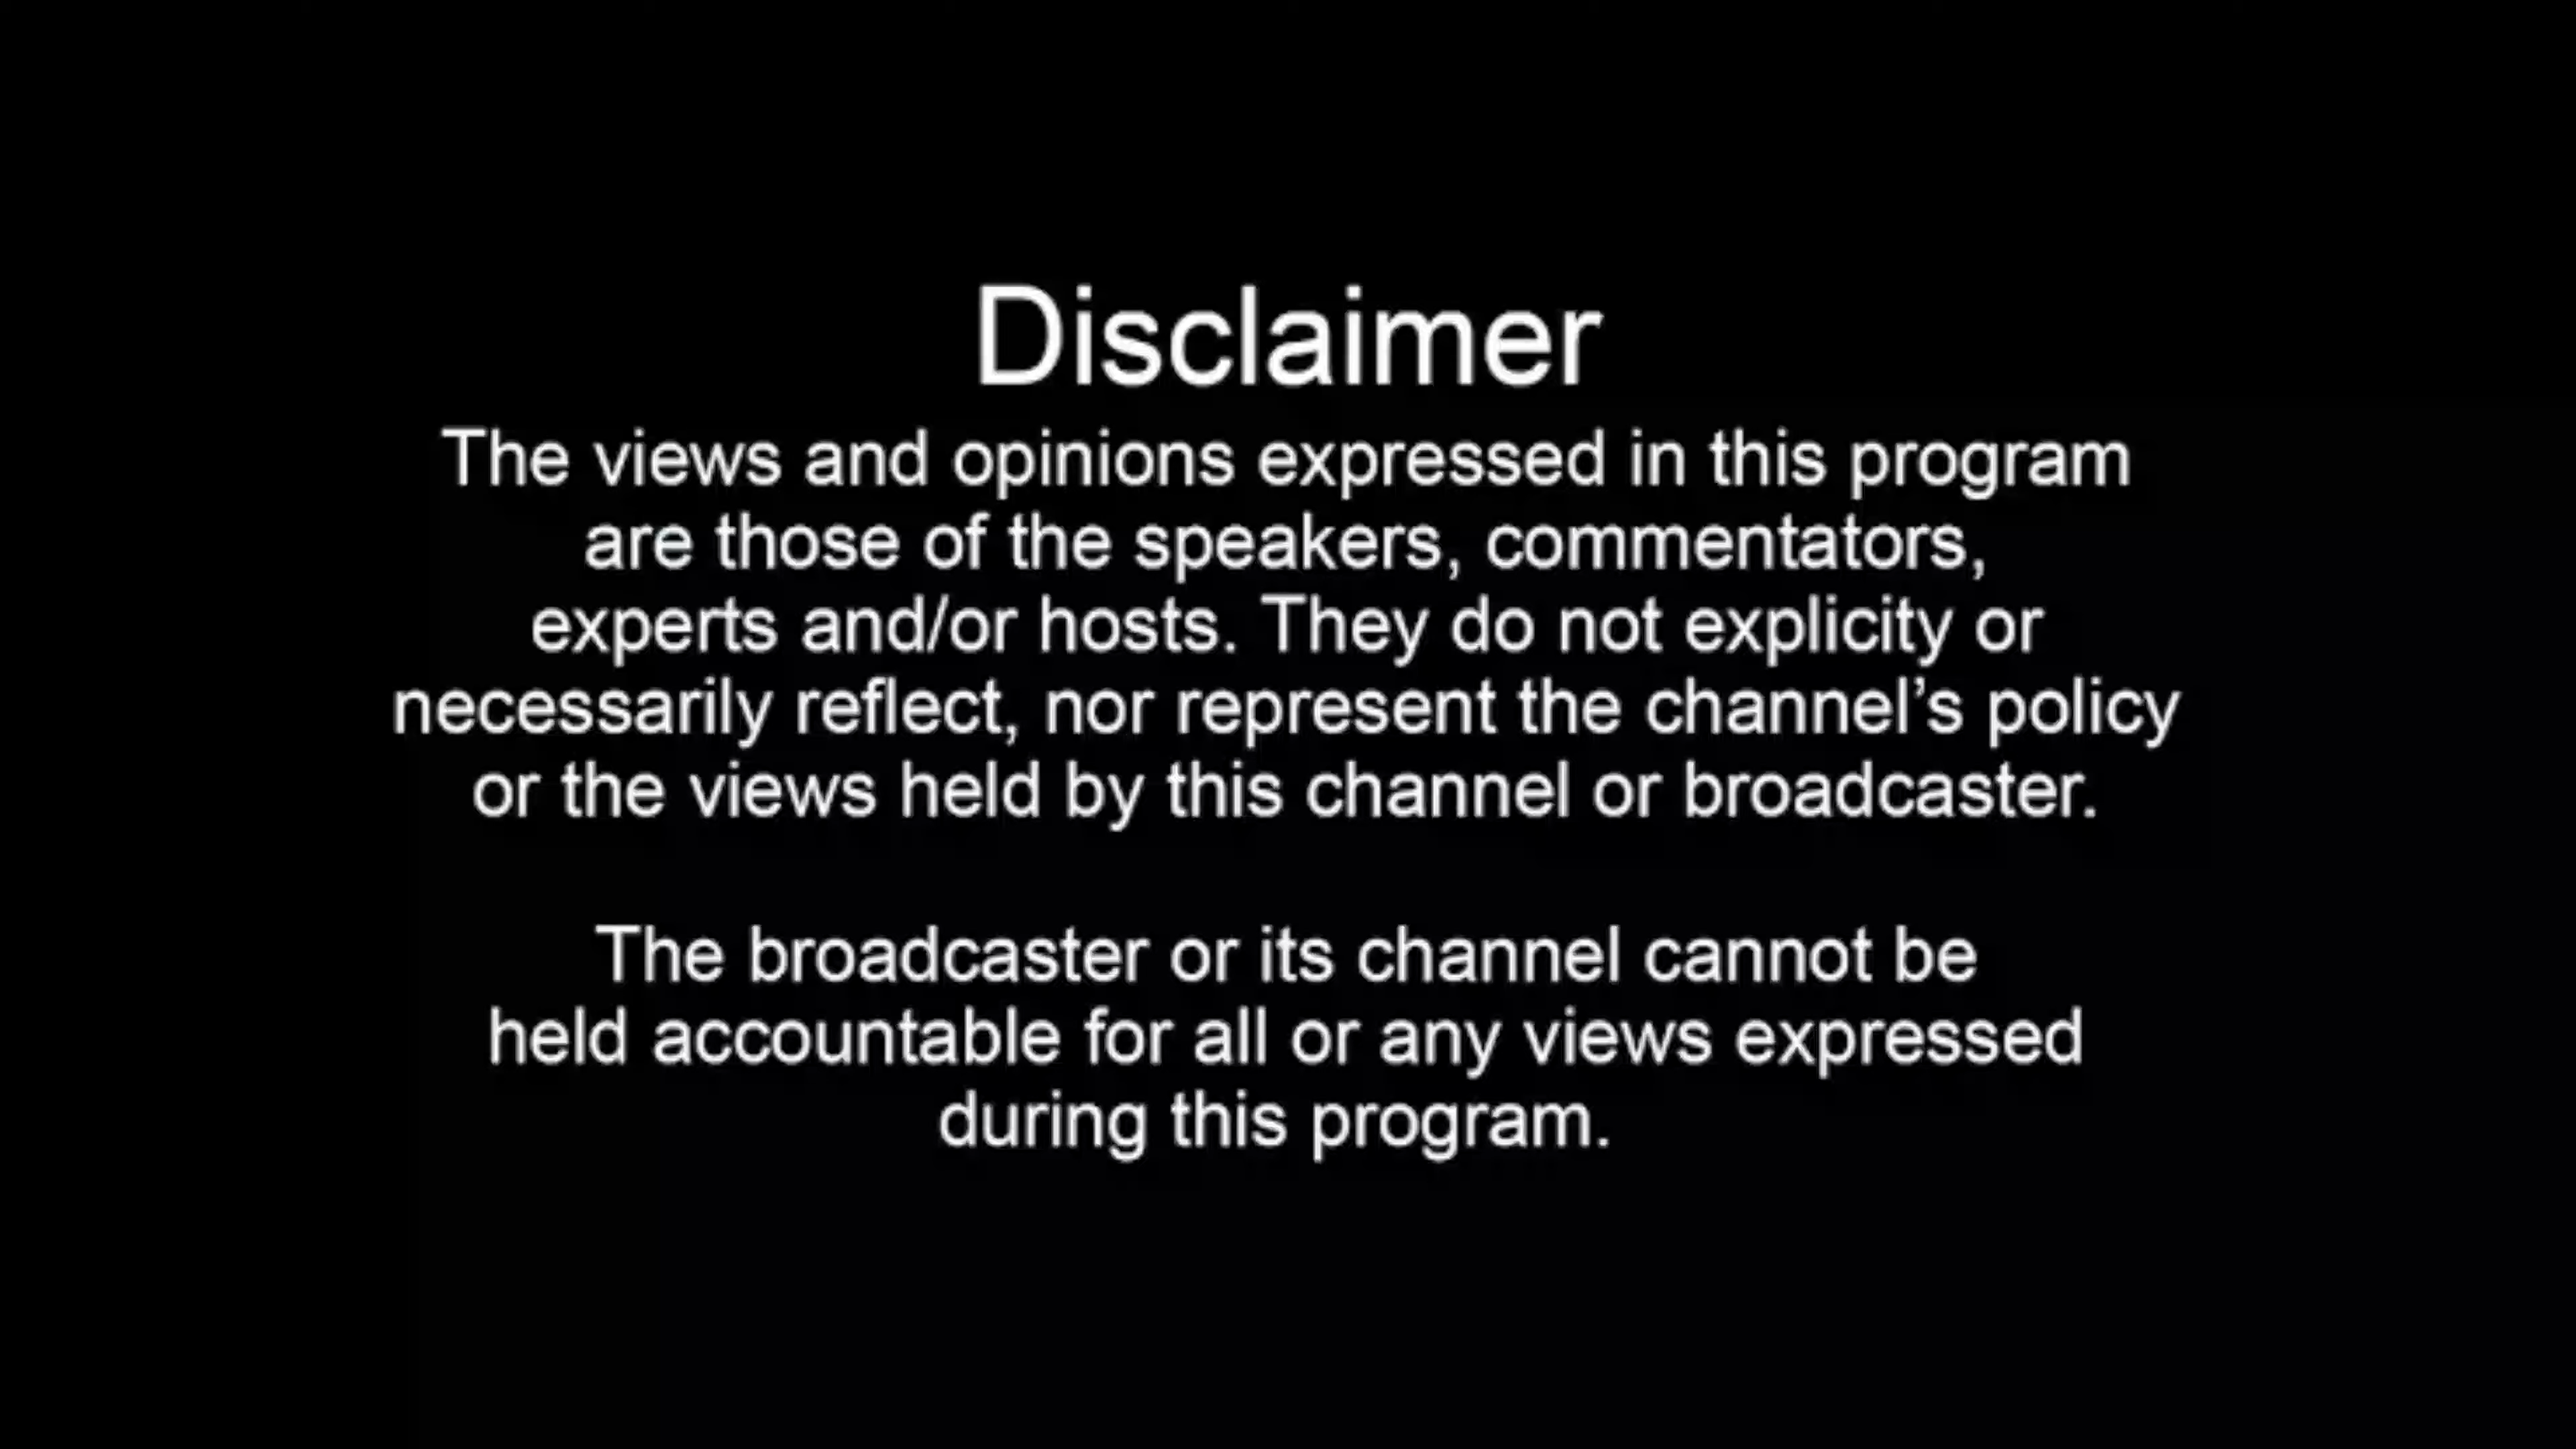 Disclaimer
The views and opinions expressed in this program
are those of the speakers, commentators,
experts and/or hosts. They do not explicity or
necessarily reflect, nor represent the channel’s policy
or the views held by this channel or broadcaster.
The broadcaster or its channel cannot be
held accountable for all or any views expressed
during this program.